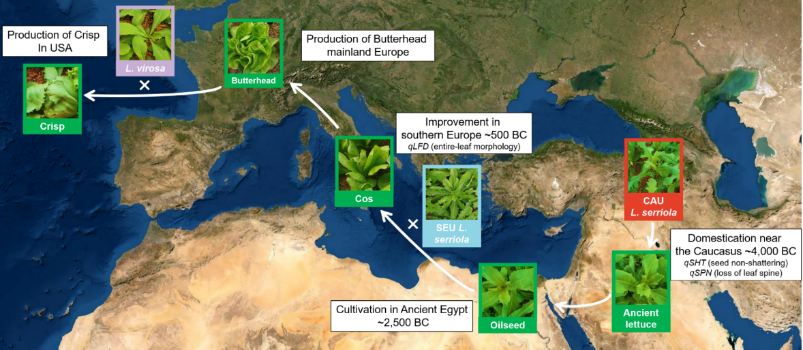 Production of Crisp
In USA
L. virosa
×
Crisp
Butterhead
Production of Butterhead
mainland Europe
Improvement in
southern Europe ~500 BC
qLFD (entire-leaf morphology)
Cos
×
SEU L.
serriola
CAU
L. serriola
Domestication near
the Caucasus ~4,000 BC
qSHT (seed non-shattering)
qSPN (loss of leaf spine)
Ancient
lettuce
Oilseed
Cultivation in Ancient Egypt
~2,500 BC